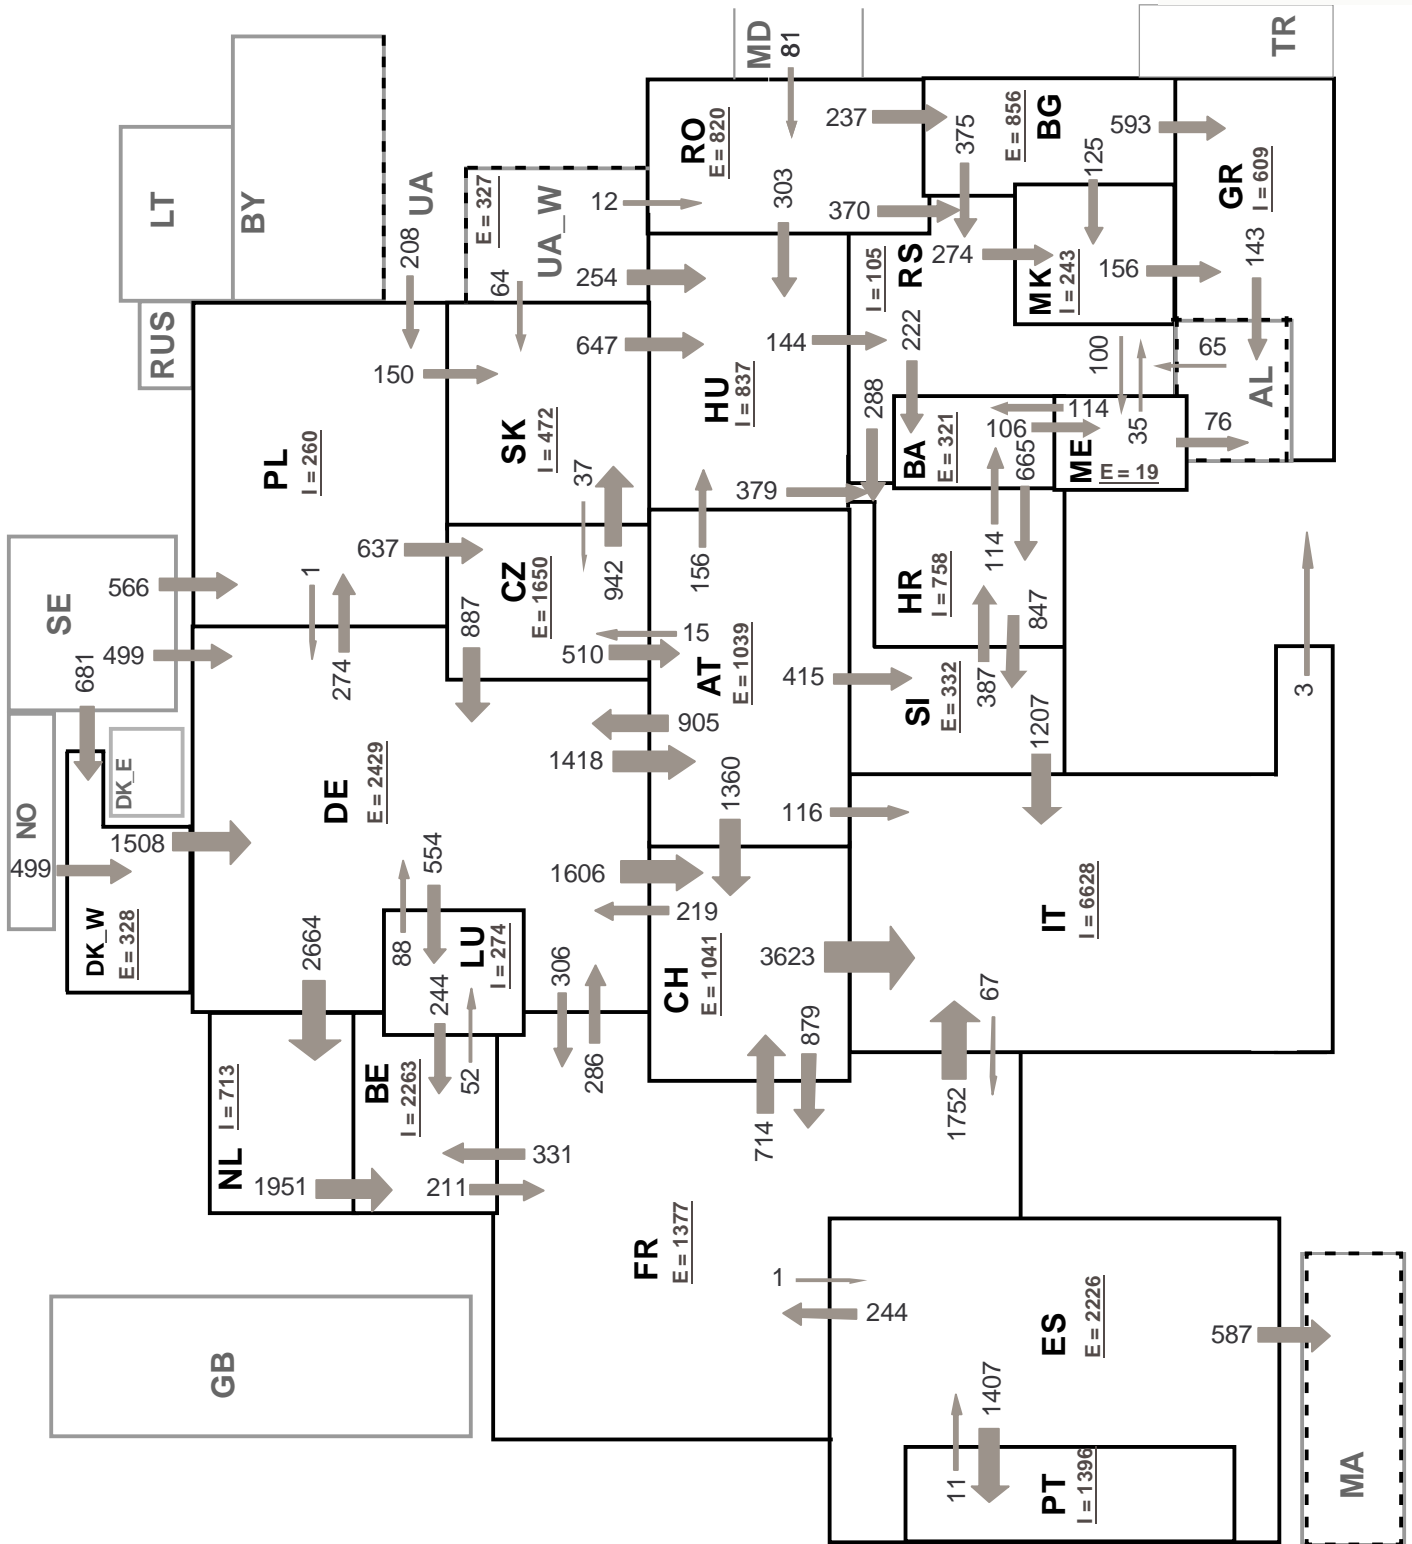 MD
81
TR
LT
BY
UA
208
RUS
E = 327
UA_W
64
12
254
RO
E = 820
303
237
370
375
E = 856
BG
125
593
GR
I = 609
143
I = 105
RS
274
MK
I = 243
156
AL
65
76
100
35
PL
I = 260
150
SK
I = 472
37
647
HU
I = 837
144
222
288
BA
E = 321
114
106
665
ME
E = 19
379
156
114
HR
I = 758
847
387
SE
566
499
681
637
1
274
CZ
E = 1650
942
887
510
15
AT
E = 1039
415
SI
E = 332
1207
905
1418
1360
116
DE
E = 2429
NO
499
DK_E
1508
DK_W
E = 328
1606
219
554
88
LU
I = 274
244
52
306
286
2664
CH
E = 1041
3623
879
714
IT
I = 6628
67
1752
3
NL
I = 713
1951
BE
I = 2263
331
211
FR
E = 1377
1
244
ES
E = 2226
587
1407
11
PT
I = 1396
GB
MA